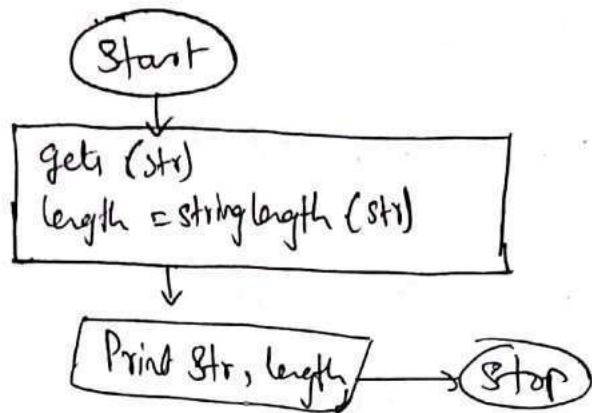 Start
gets (str)
length = stringlength (str)
Print Str, length
Stop